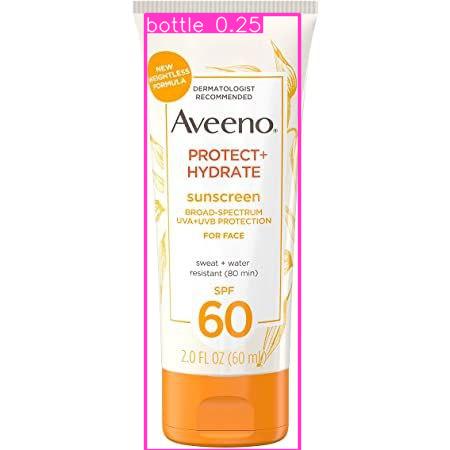 bottle 0.25
NEW
WEIGHTLESS
FORMULA
DERMATOLOGIST
RECOMMENDED
Aveeno®
PROTECT+
HYDRATE
sunscreen
BROAD-SPECTRUM
UVA+UVB PROTECTION
FOR FACE
sweat + water
resistant (80 min)
SPF
60
2.0 FL OZ (60 mL)